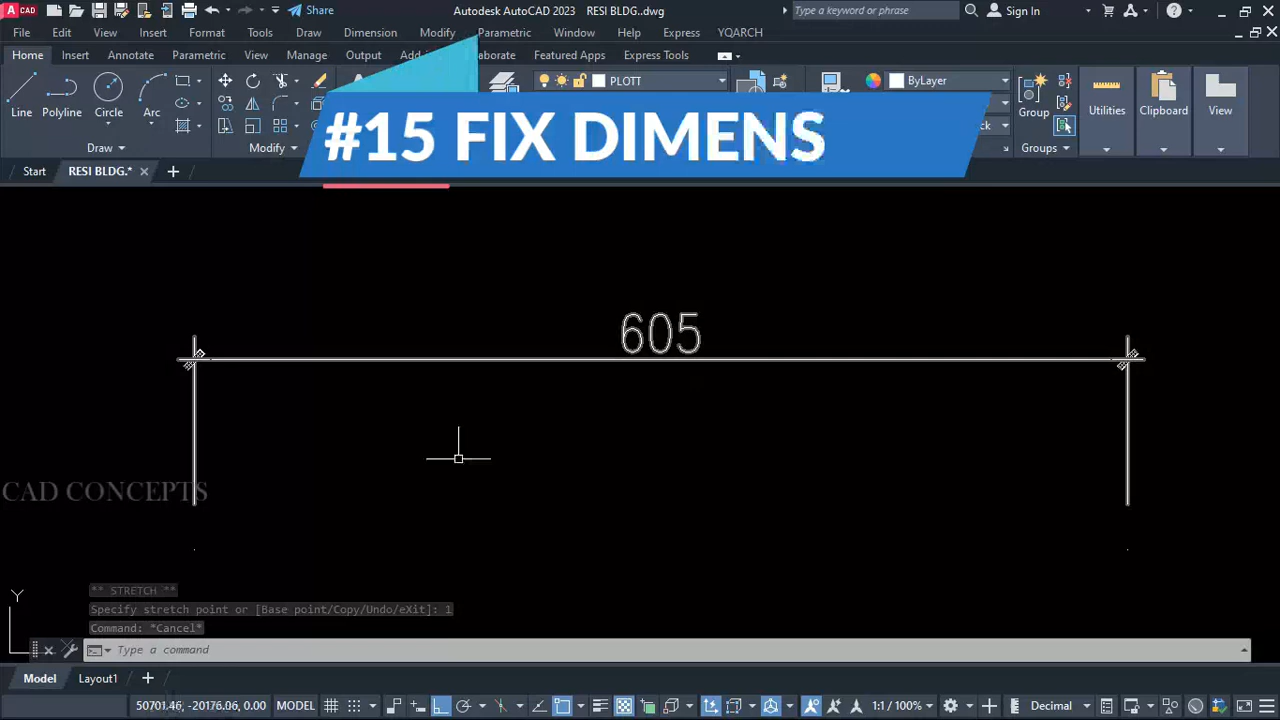 CAD
Share
Autodesk AutoCAD 2023 RESI BLDG..dwg
Type a keyword or phrase
Sign In
File Edit View Insert Format Tools Draw Dimension Modify Parametric Window Help Express YQARCH
Home Insert Annotate Parametric View Manage Output Featured Apps Express Tools
PLOTT
ByLayer
Line Polyline Circle Arc
Group Utilities Clipboard View
#15 FIX DIMENS
Draw Modify Groups
Start RESI BLDG.*
605
CAD CONCEPTS
** STRETCH **
Specify stretch point or [Base point/Copy/Undo/eXit]: 1
Command: *Cancel*
Y
Type a command
Model Layout1
50701.46, -20176.06, 0.00 MODEL 1:1 / 100% Decimal